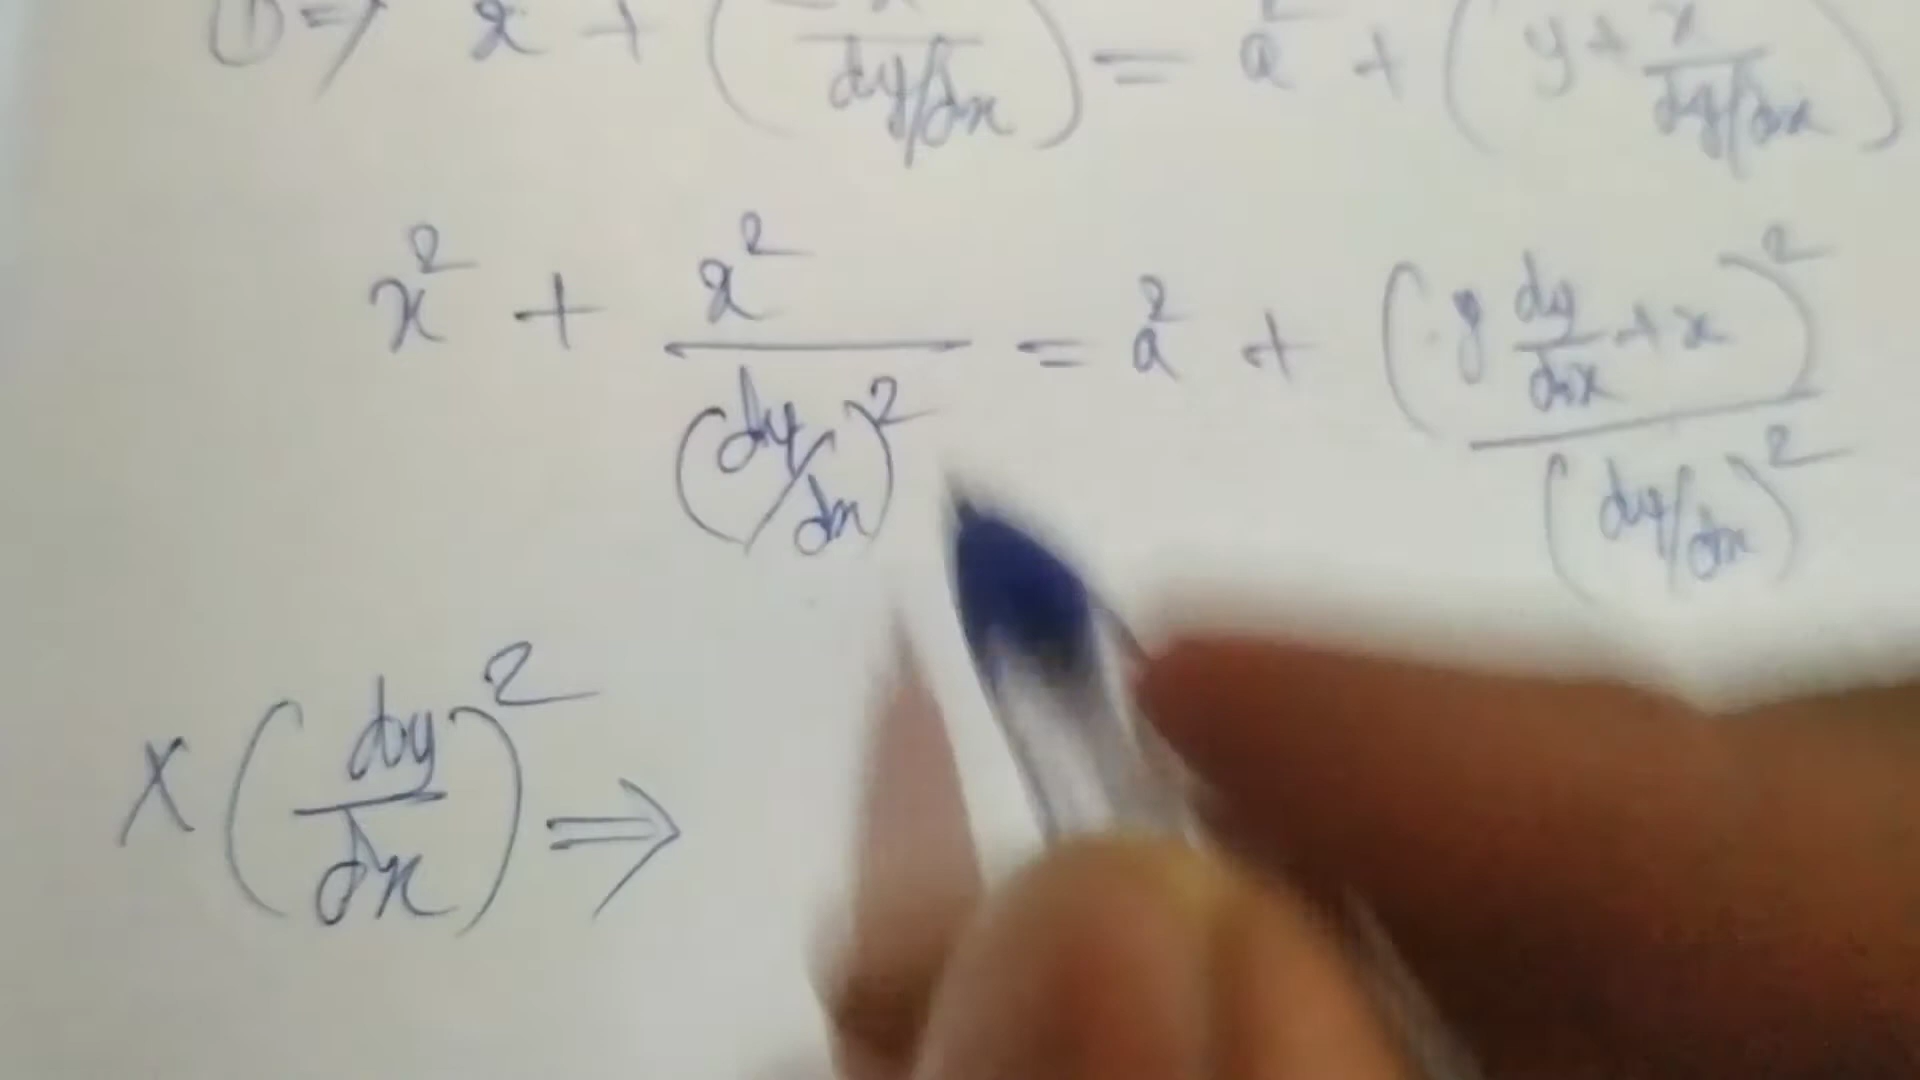 ① ⇒ x + (x / dy/dx) = a² + (y + x / dy/dx)
x² + x² / (dy/dx)² = a² + (y dy/dx + x)² / (dy/dx)²
× (dy/dx)² ⇒